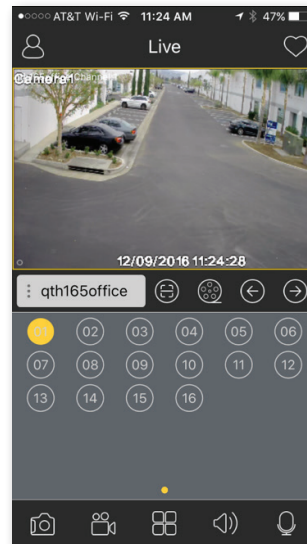 AT&T Wi-Fi 11:24 AM 47%
Live
Camera1
12/09/2016 11:24:28
qth165office
01 02 03 04 05 06
07 08 09 10 11 12
13 14 15 16